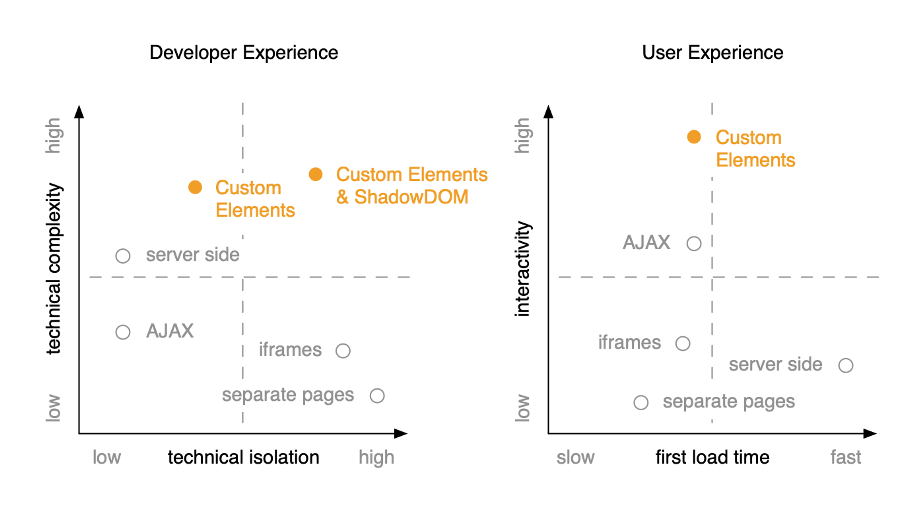 Developer Experience
high
technical complexity
low
Custom
Elements
Custom Elements
& ShadowDOM
server side
AJAX
iframes
separate pages
low
technical isolation
high
User Experience
high
interactivity
low
Custom
Elements
AJAX
iframes
server side
separate pages
slow
first load time
fast